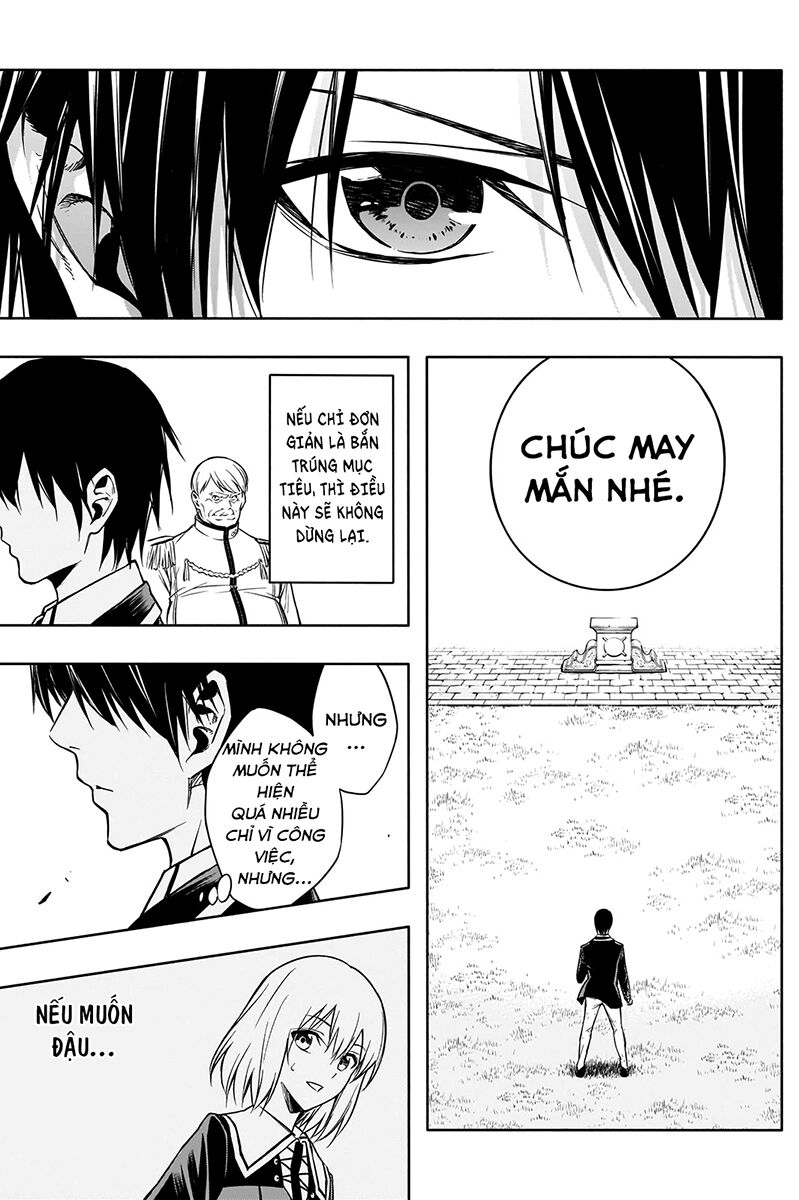 CHÚC MAY
MẮN NHÉ.
NẾU CHỈ ĐƠN
GIẢN LÀ BẮN
TRÚNG MỤC
TIÊU, THÌ ĐIỀU
NÀY SẼ KHÔNG
DỪNG LẠI.
NHƯNG
...
MÌNH KHÔNG
MUỐN THỂ
HIỆN
QUÁ NHIỀU
CHỈ VÌ CÔNG
VIỆC,
NHƯNG...
NẾU MUỐN
ĐẬU...